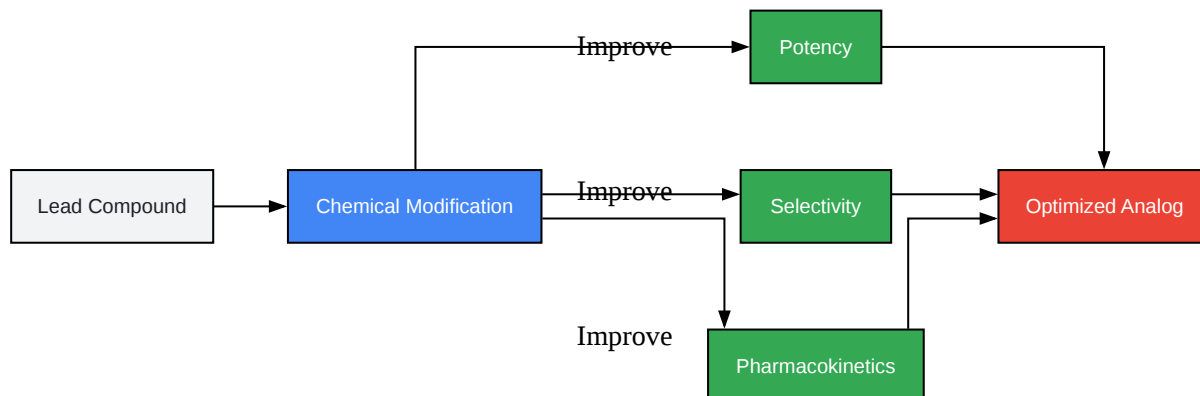 Improve
Potency
Lead Compound
Chemical Modification
Improve
Selectivity
Optimized Analog
Improve
Pharmacokinetics